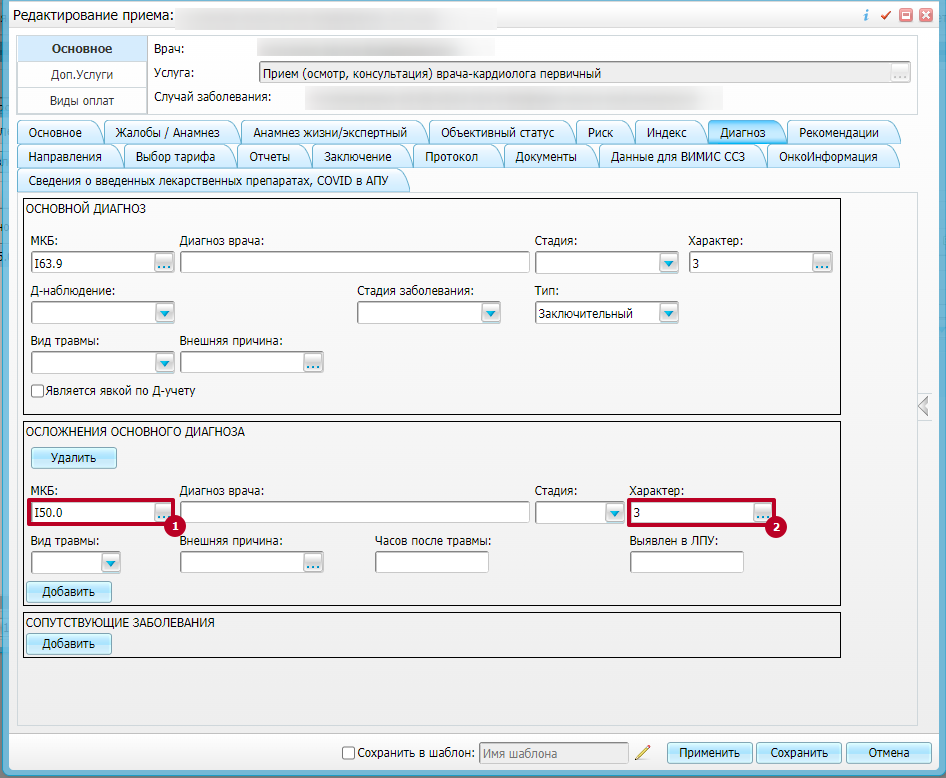 Редактирование приема:
Основное
Доп.Услуги
Виды оплат
Врач:
Услуга: Прием (осмотр, консультация) врача-кардиолога первичный ...
Случай заболевания:
Основное Жалобы / Анамнез Анамнез жизни/экспертный Объективный статус Риск Индекс Диагноз Рекомендации
Направления Выбор тарифа Отчеты Заключение Протокол Документы Данные для ВИМИС ССЗ ОнкоИнформация
Сведения о введенных лекарственных препаратах, COVID в АПУ
ОСНОВНОЙ ДИАГНОЗ
МКБ: Диагноз врача: Стадия: Характер:
I63.9 ... 3 ...
Д-наблюдение: Стадия заболевания: Тип:
Заключительный
Вид травмы: Внешняя причина:
...
Является явкой по Д-учету
ОСЛОЖНЕНИЯ ОСНОВНОГО ДИАГНОЗА
Удалить
МКБ: Диагноз врача: Стадия: Характер:
I50.0 ... 3 ...
1 2
Вид травмы: Внешняя причина: Часов после травмы: Выявлен в ЛПУ:
...
Добавить
СОПУТСТВУЮЩИЕ ЗАБОЛЕВАНИЯ
Добавить
Сохранить в шаблон: Имя шаблона Применить Сохранить Отмена